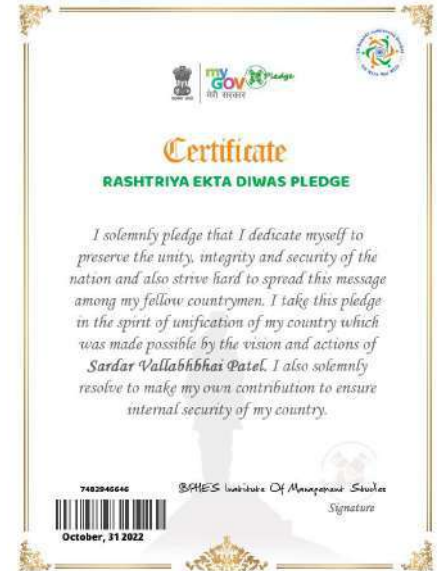 my
GOV
मेरी सरकार
Pledge
Certificate
RASHTRIYA EKTA DIWAS PLEDGE
I solemnly pledge that I dedicate myself to
preserve the unity, integrity and security of the
nation and also strive hard to spread this message
among my fellow countrymen. I take this pledge
in the spirit of unification of my country which
was made possible by the vision and actions of
Sardar Vallabhbhai Patel. I also solemnly
resolve to make my own contribution to ensure
internal security of my country.
7482946646
October, 31 2022
BPHES Institute Of Management Studies
Signature